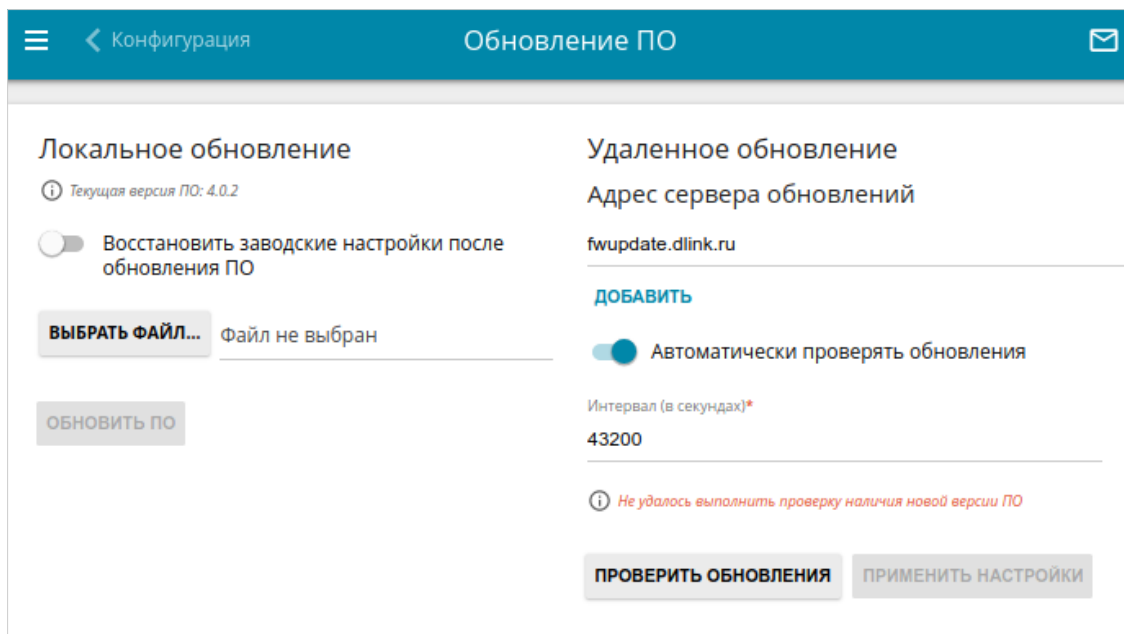 Конфигурация
Обновление ПО
Локальное обновление
Текущая версия ПО: 4.0.2
Восстановить заводские настройки после
обновления ПО
ВЫБРАТЬ ФАЙЛ... Файл не выбран
ОБНОВИТЬ ПО
Удаленное обновление
Адрес сервера обновлений
fwupdate.dlink.ru
ДОБАВИТЬ
Автоматически проверять обновления
Интервал (в секундах)*
43200
Не удалось выполнить проверку наличия новой версии ПО
ПРОВЕРИТЬ ОБНОВЛЕНИЯ ПРИМЕНИТЬ НАСТРОЙКИ